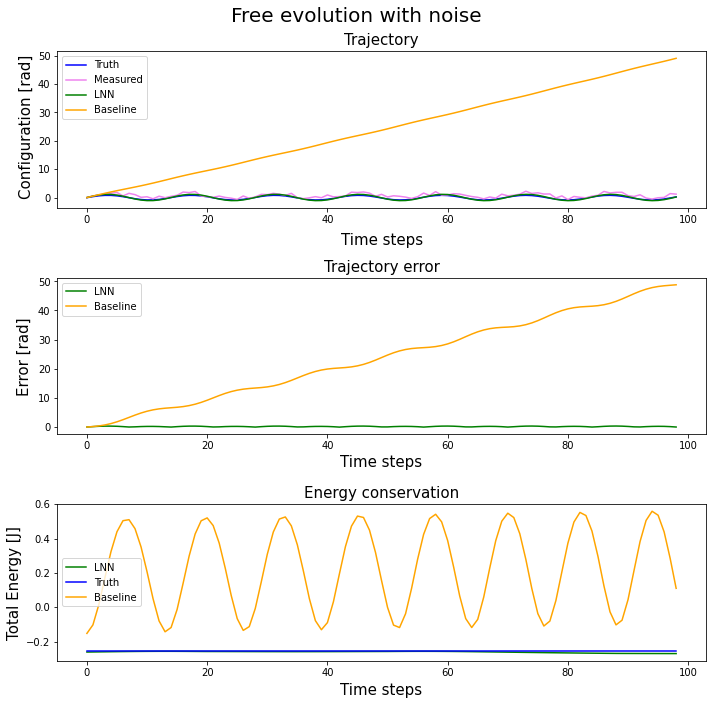 Free evolution with noise
Trajectory
Configuration [rad]
50
40
30
20
10
0
Truth
Measured
LNN
Baseline
0 20 40 60 80 100
Time steps
Trajectory error
Error [rad]
50
40
30
20
10
0
LNN
Baseline
0 20 40 60 80 100
Time steps
Energy conservation
Total Energy [J]
0.6
0.4
0.2
0.0
−0.2
LNN
Truth
Baseline
0 20 40 60 80 100
Time steps